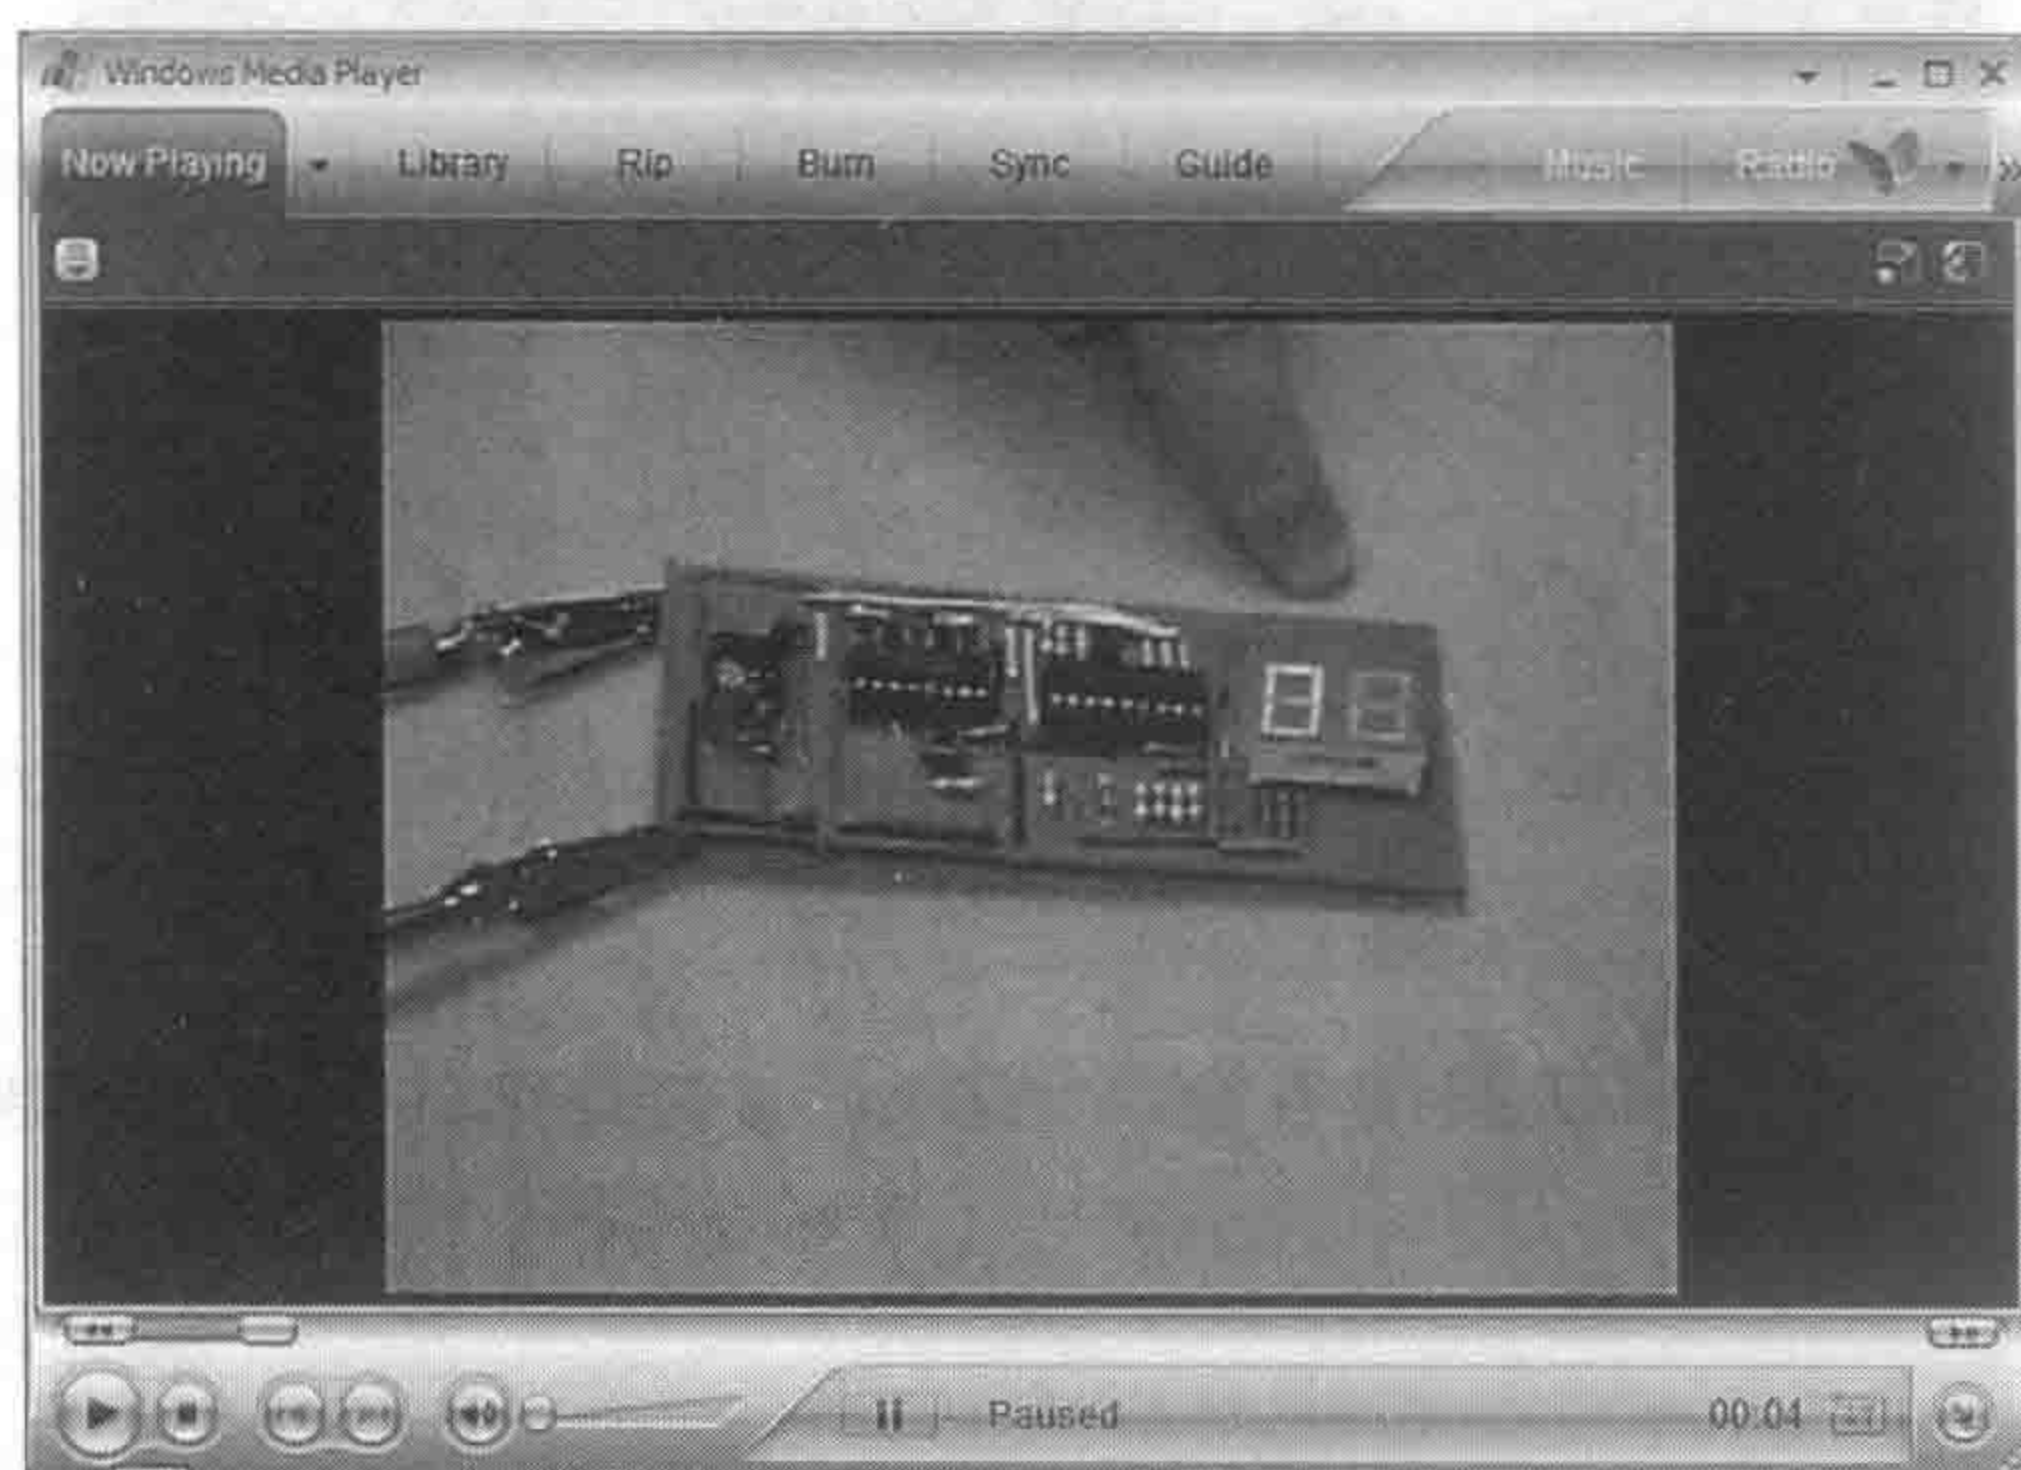 Windows Media Player
Now Playing Library Rip Burn Sync Guide Music Radio
Paused 00:04